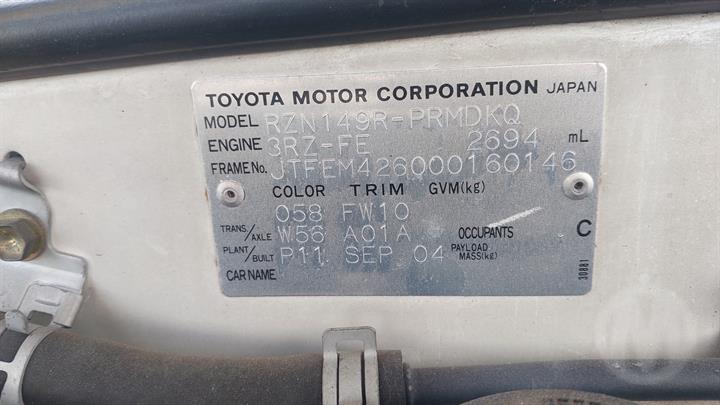 TOYOTA MOTOR CORPORATION JAPAN
MODEL RZN149R-PRMDKQ
ENGINE 3RZ-FE 2694 mL
FRAME No. JTFEM426000160146
COLOR TRIM GVM(kg)
058 FW10
TRANS./AXLE W56 A01A OCCUPANTS C
PLANT/BUILT P11 SEP 04 PAYLOAD MASS(kg)
CAR NAME
30881